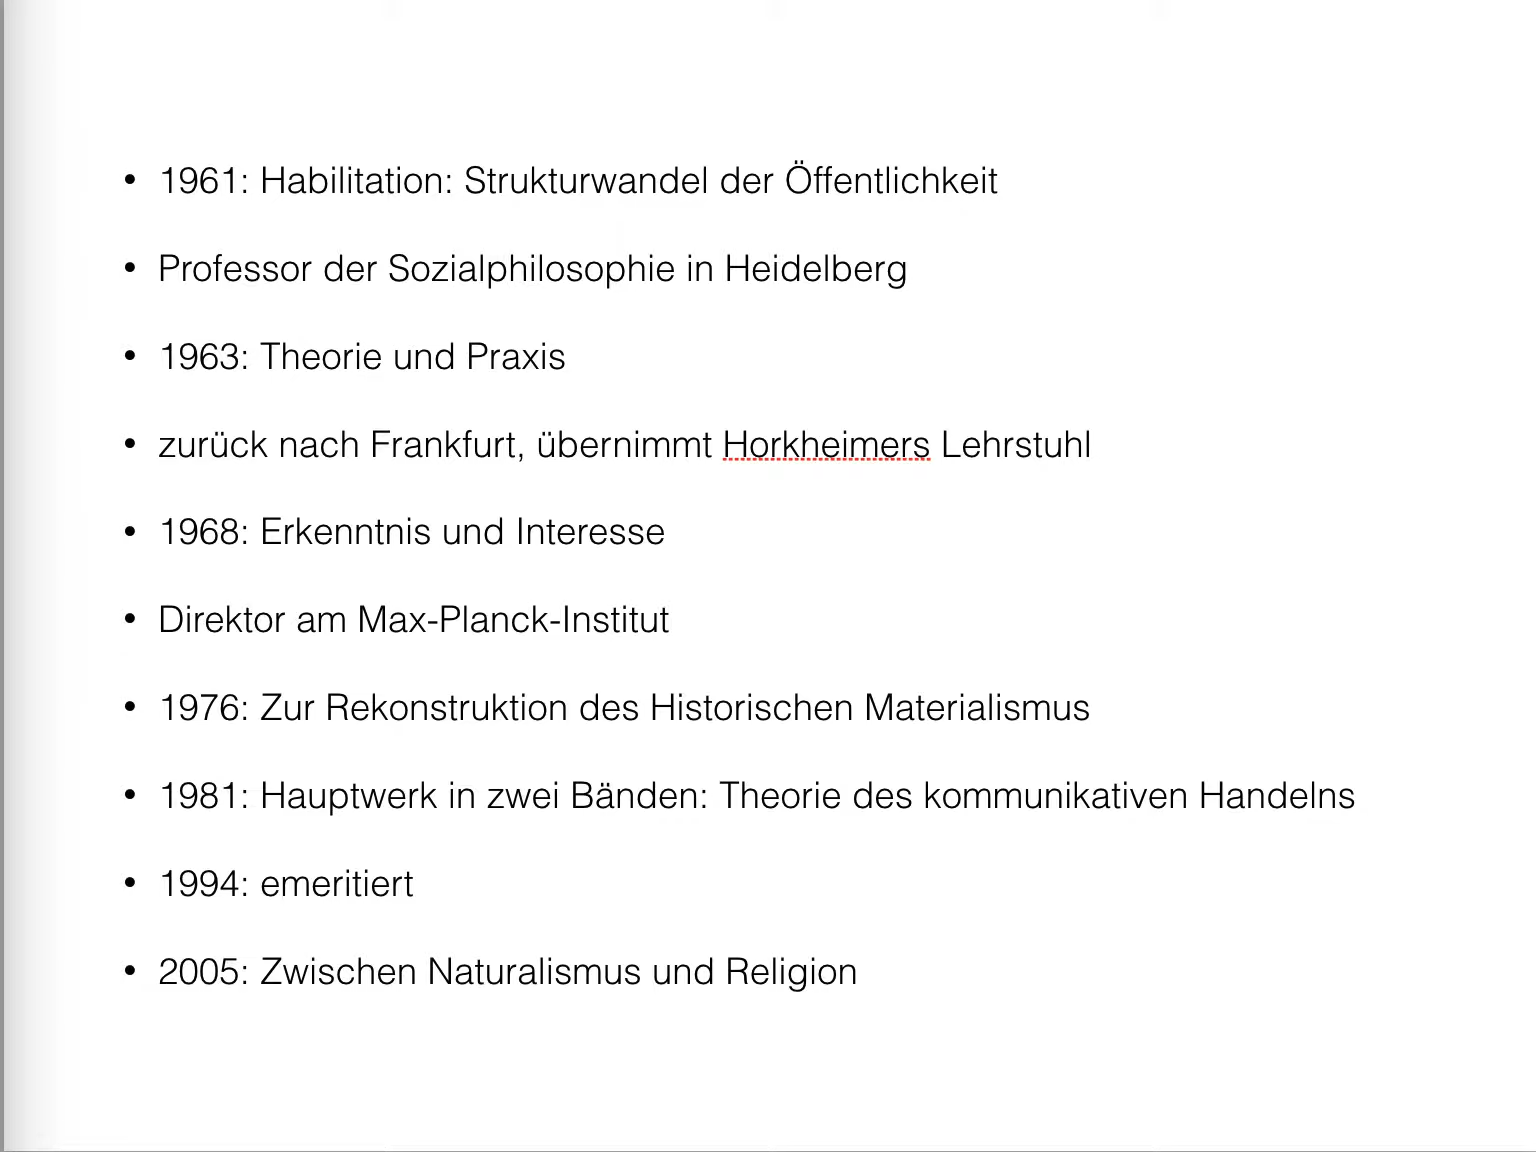 • 1961: Habilitation: Strukturwandel der Öffentlichkeit
• Professor der Sozialphilosophie in Heidelberg
• 1963: Theorie und Praxis
• zurück nach Frankfurt, übernimmt Horkheimers Lehrstuhl
• 1968: Erkenntnis und Interesse
• Direktor am Max-Planck-Institut
• 1976: Zur Rekonstruktion des Historischen Materialismus
• 1981: Hauptwerk in zwei Bänden: Theorie des kommunikativen Handelns
• 1994: emeritiert
• 2005: Zwischen Naturalismus und Religion